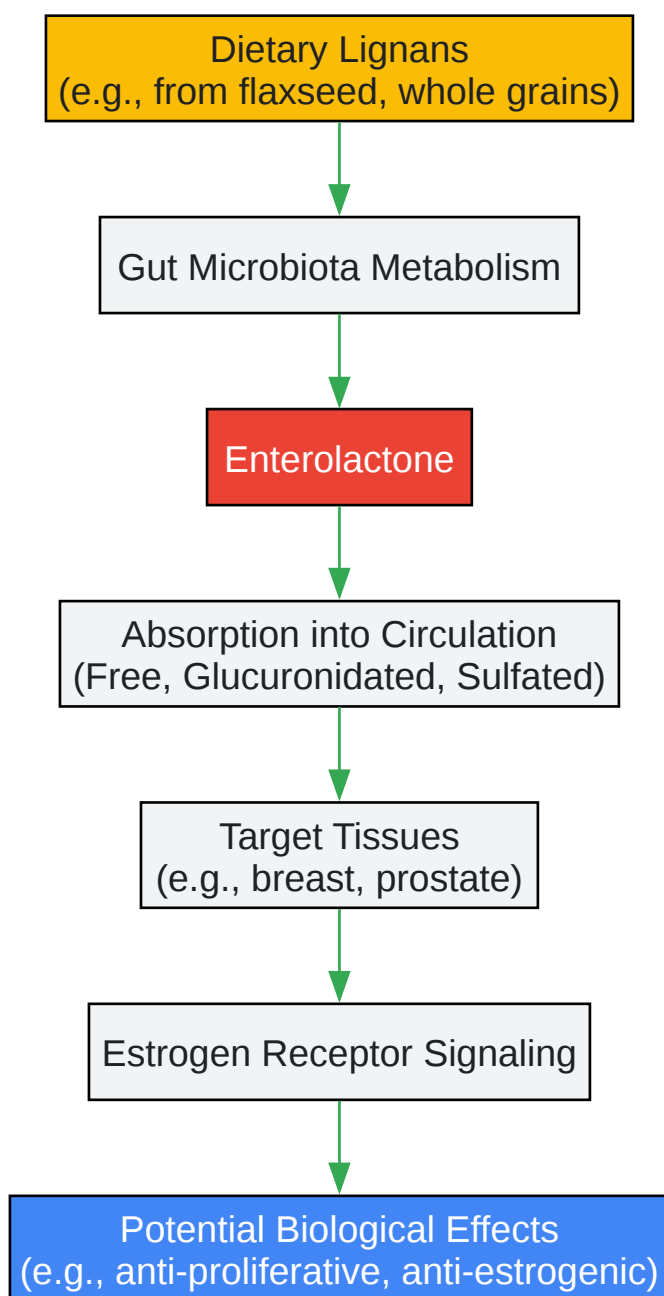 Dietary Lignans
(e.g., from flaxseed, whole grains)
Gut Microbiota Metabolism
Enterolactone
Absorption into Circulation
(Free, Glucuronidated, Sulfated)
Target Tissues
(e.g., breast, prostate)
Estrogen Receptor Signaling
Potential Biological Effects
(e.g., anti-proliferative, anti-estrogenic)